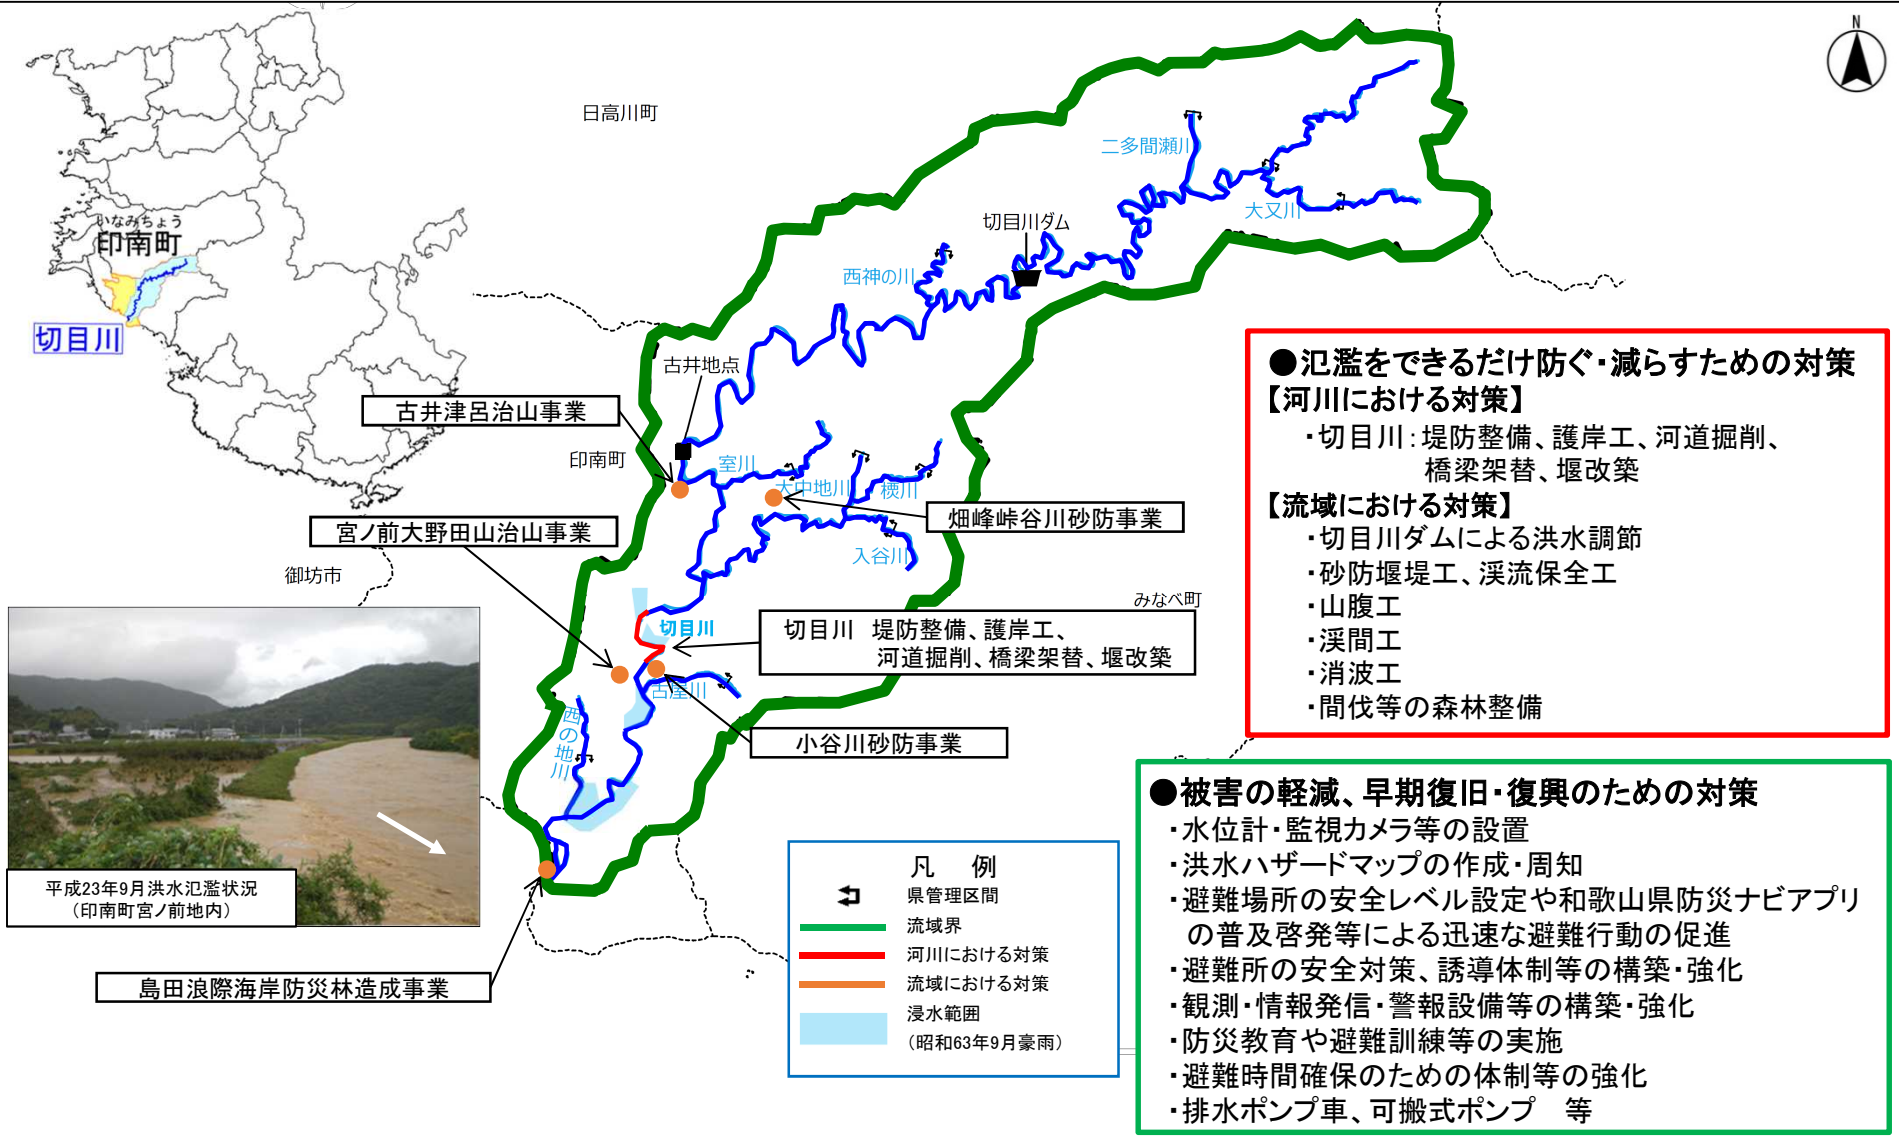 N
日高川町
二多間瀬川
大又川
切目川ダム
西神の川
いなみちょう
印南町
切目川
古井地点
古井津呂治山事業
印南町
室川
大中地川
槇川
畑峰峠谷川砂防事業
宮ノ前大野田山治山事業
入谷川
御坊市
みなべ町
切目川
切目川 堤防整備、護岸工、
河道掘削、橋梁架替、堰改築
古屋川
西の地川
小谷川砂防事業
平成23年9月洪水氾濫状況
(印南町宮ノ前地内)
島田浪際海岸防災林造成事業
凡 例
県管理区間
流域界
河川における対策
流域における対策
浸水範囲
(昭和63年9月豪雨)
●氾濫をできるだけ防ぐ・減らすための対策
【河川における対策】
・切目川:堤防整備、護岸工、河道掘削、
橋梁架替、堰改築
【流域における対策】
・切目川ダムによる洪水調節
・砂防堰堤工、渓流保全工
・山腹工
・渓間工
・消波工
・間伐等の森林整備
●被害の軽減、早期復旧・復興のための対策
・水位計・監視カメラ等の設置
・洪水ハザードマップの作成・周知
・避難場所の安全レベル設定や和歌山県防災ナビアプリ
の普及啓発等による迅速な避難行動の促進
・避難所の安全対策、誘導体制等の構築・強化
・観測・情報発信・警報設備等の構築・強化
・防災教育や避難訓練等の実施
・避難時間確保のための体制等の強化
・排水ポンプ車、可搬式ポンプ 等